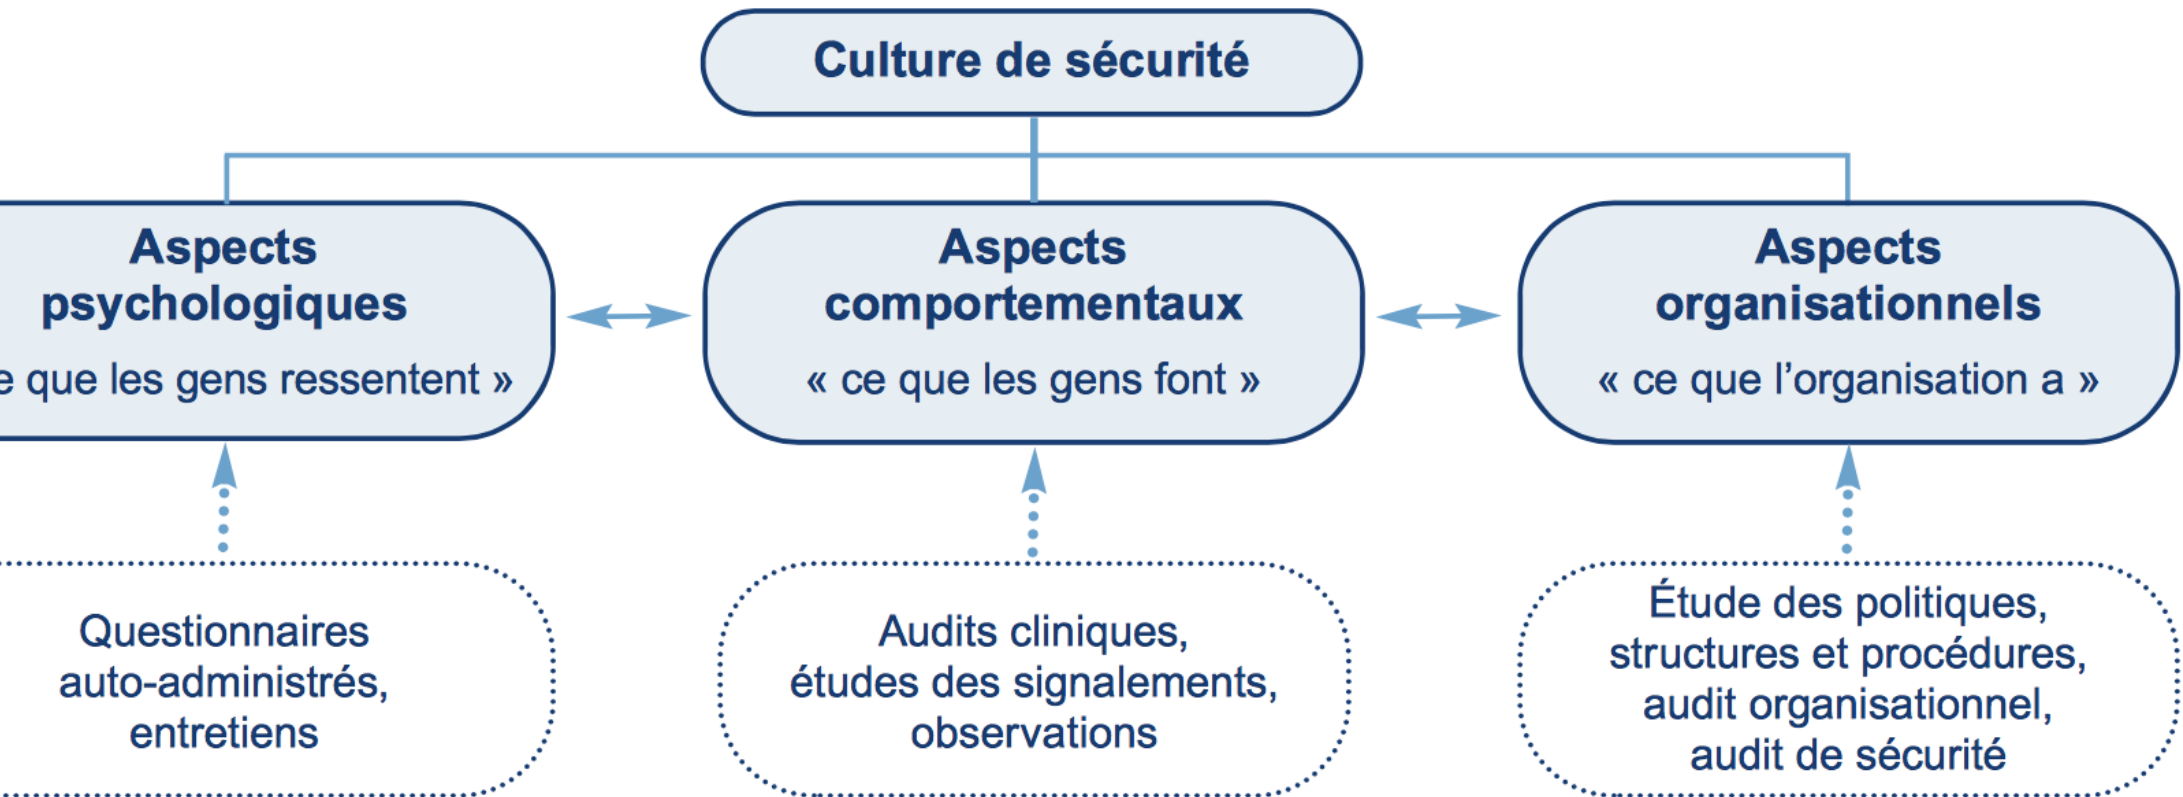 Culture de sécurité
Aspects
psychologiques
e que les gens ressentent »
Aspects
comportementaux
« ce que les gens font »
Aspects
organisationnels
« ce que l’organisation a »
Questionnaires
auto-administrés,
entretiens
Audits cliniques,
études des signalements,
observations
Étude des politiques,
structures et procédures,
audit organisationnel,
audit de sécurité